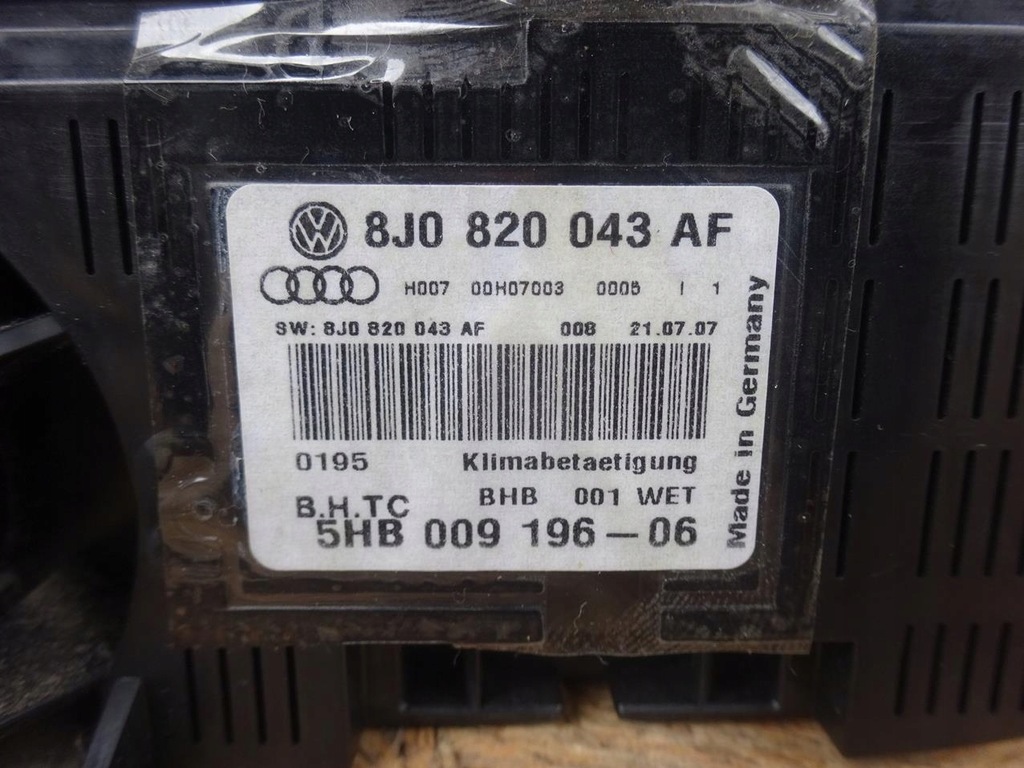 8J0 820 043 AF
H007 00H07003 0005 I 1
SW: 8J0 820 043 AF 008 21.07.07
0195 Klimabetaetigung
B.H.TC BHB 001 WET
5HB 009 196-06
Made in Germany